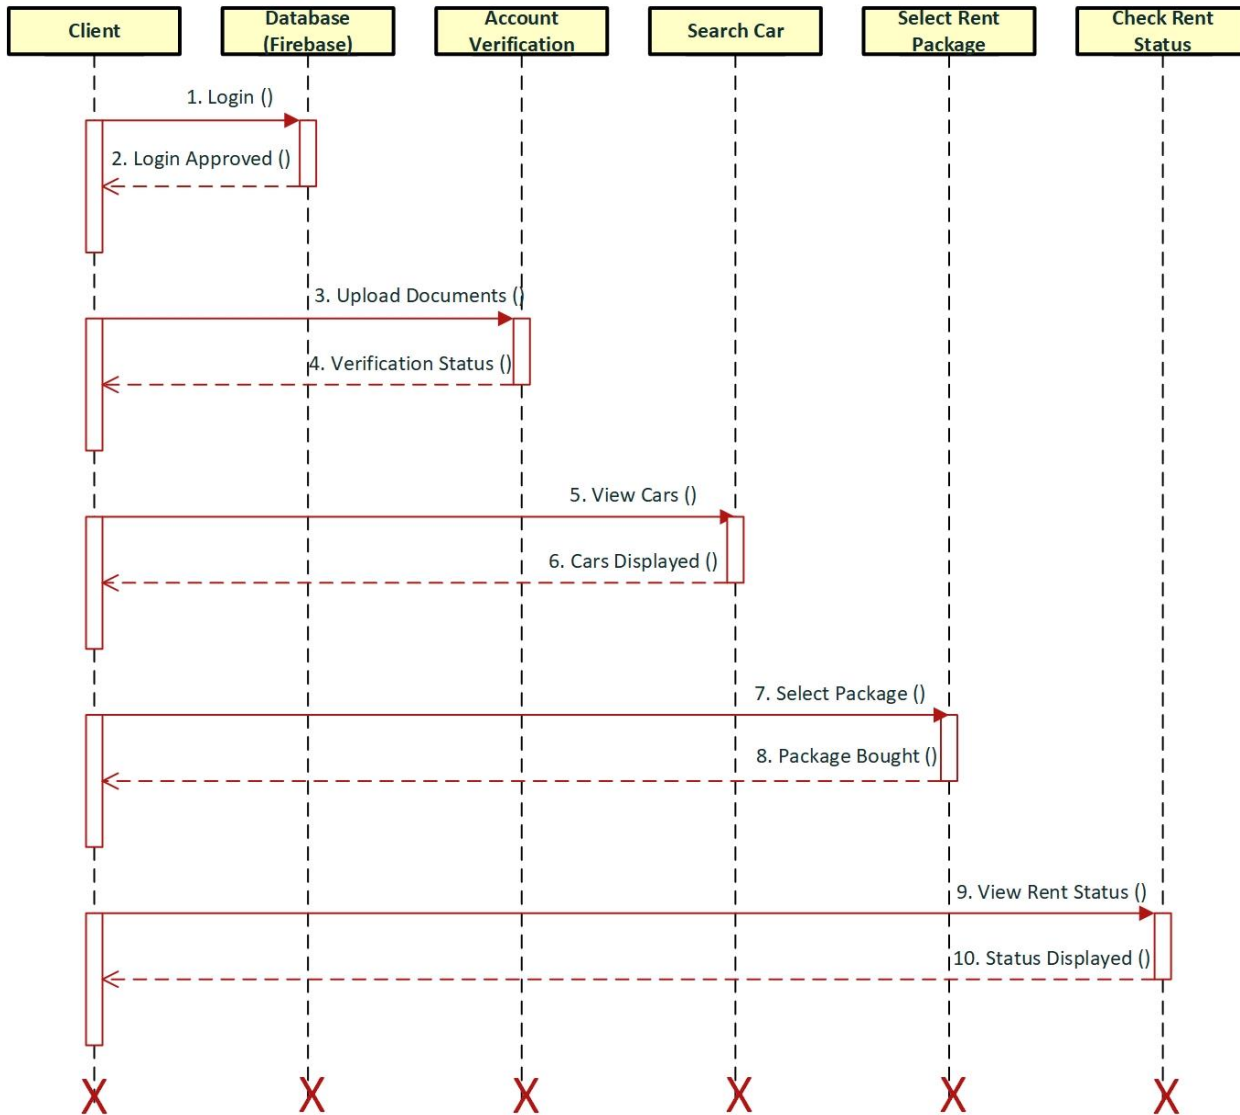 Client
Database
(Firebase)
Account
Verification
Search Car
Select Rent
Package
Check Rent
Status
1. Login ()
2. Login Approved ()
3. Upload Documents ()
4. Verification Status ()
5. View Cars ()
6. Cars Displayed ()
7. Select Package ()
8. Package Bought ()
9. View Rent Status ()
10. Status Displayed ()